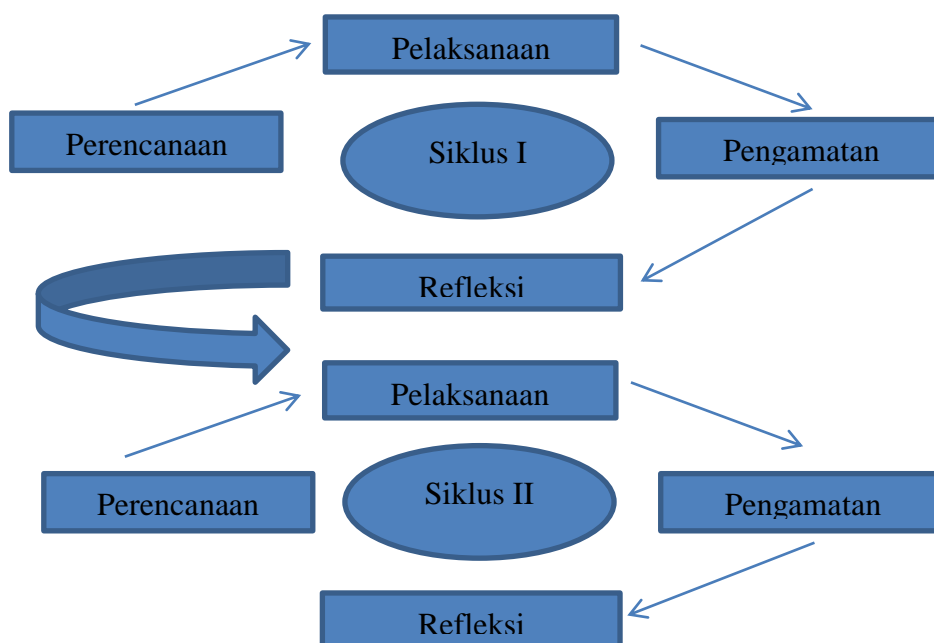 Pelaksanaan
Perencanaan
Siklus I
Pengamatan
Refleksi
Pelaksanaan
Perencanaan
Siklus II
Pengamatan
Refleksi